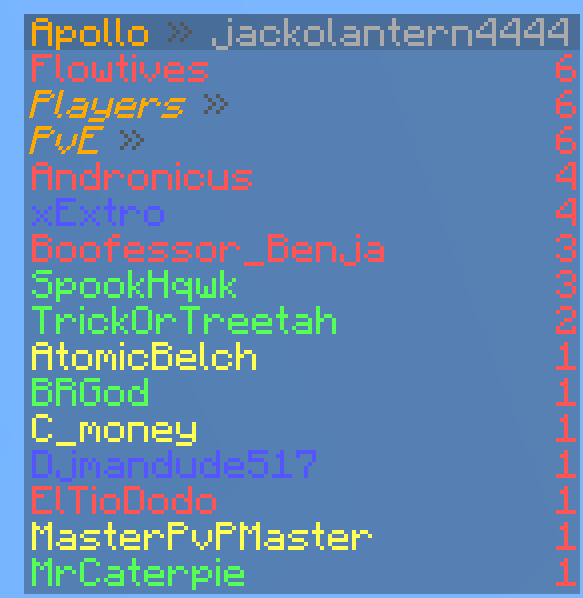 Apollo » jackolantern4444
Flowtives 6
Players » 6
PvE » 6
Andronicus 4
xExtro 4
Boofessor_Benja 3
SpookHqwk 3
TrickOrTreetah 2
AtomicBelch 1
BRGod 1
C_money 1
Djmandude517 1
ElTioDodo 1
MasterPvPMaster 1
MrCaterpie 1